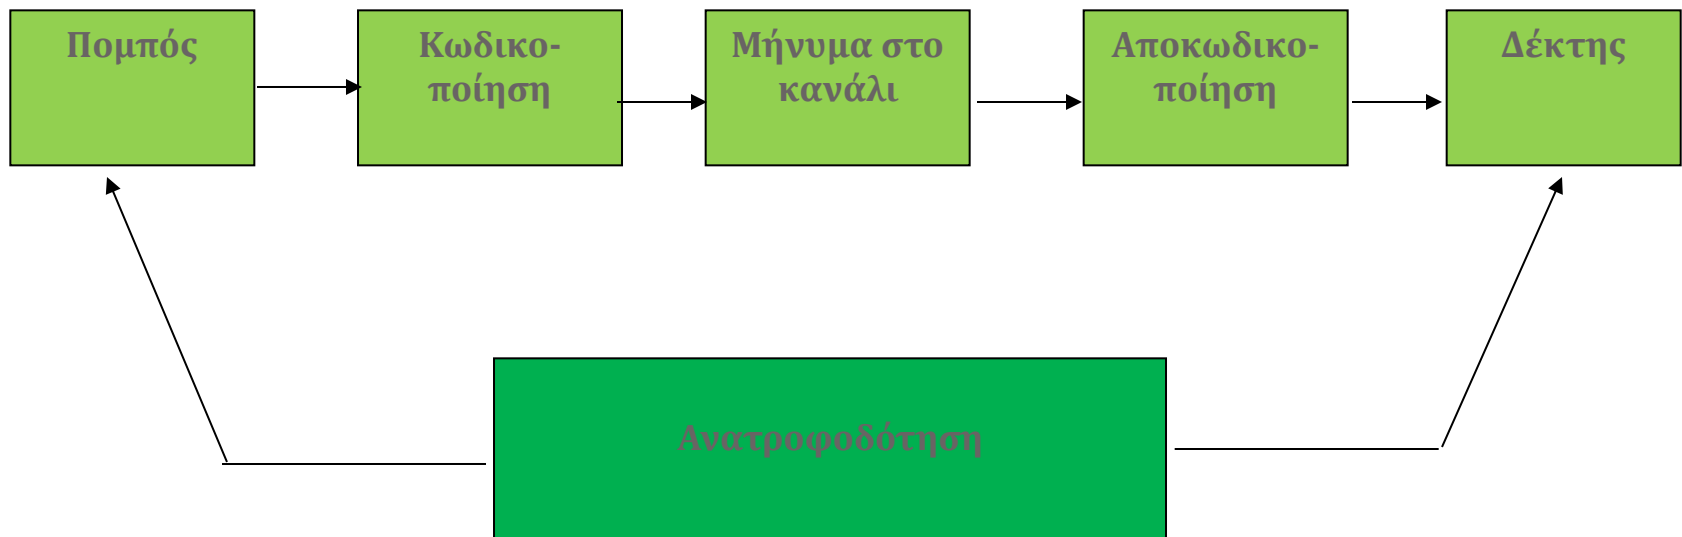 Πομπός
Κωδικο-
ποίηση
Μήνυμα στο
κανάλι
Αποκωδικο-
ποίηση
Δέκτης
Ανατροφοδότηση